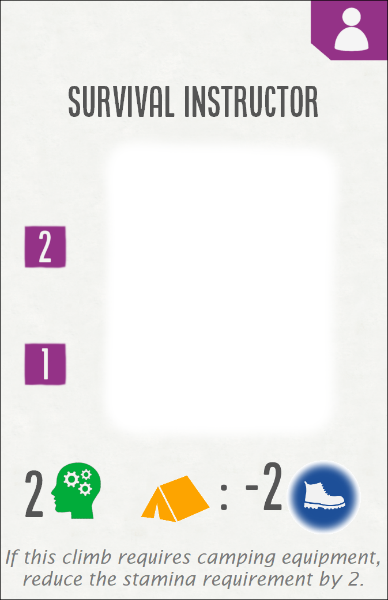 SURVIVAL INSTRUCTOR
2
1
2 : -2
If this climb requires camping equipment,
reduce the stamina requirement by 2.